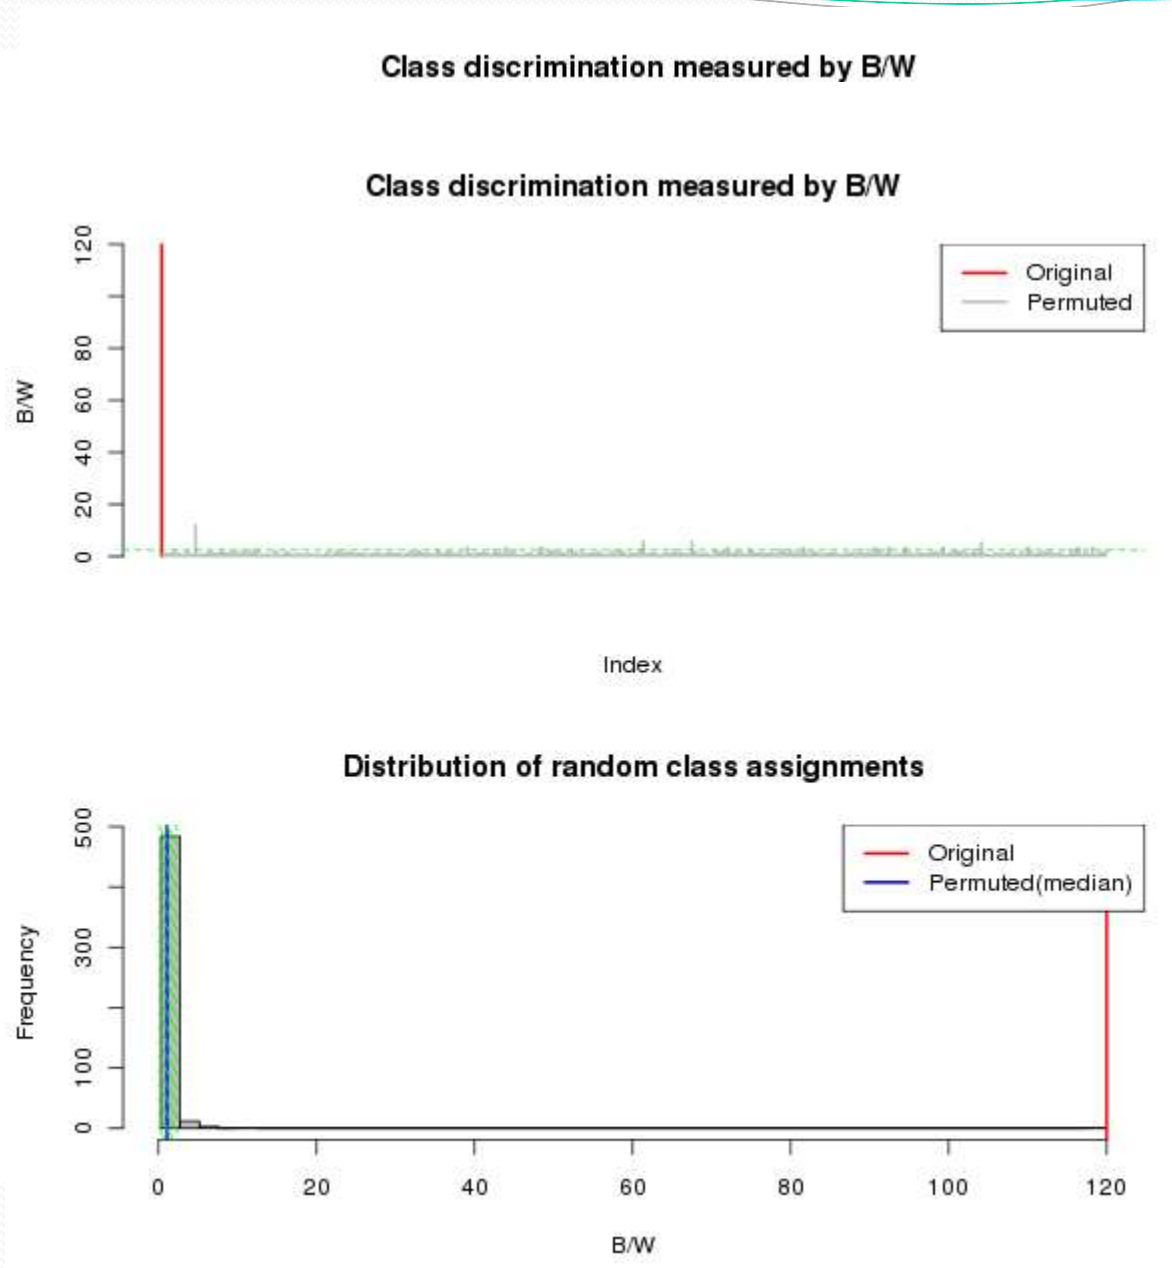 Class discrimination measured by B/W
Class discrimination measured by B/W
120
80
60
40
20
0
B/W
Original
Permuted
Index
Distribution of random class assignments
500
300
100
0
Frequency
Original
Permuted(median)
0 20 40 60 80 100 120
B/W